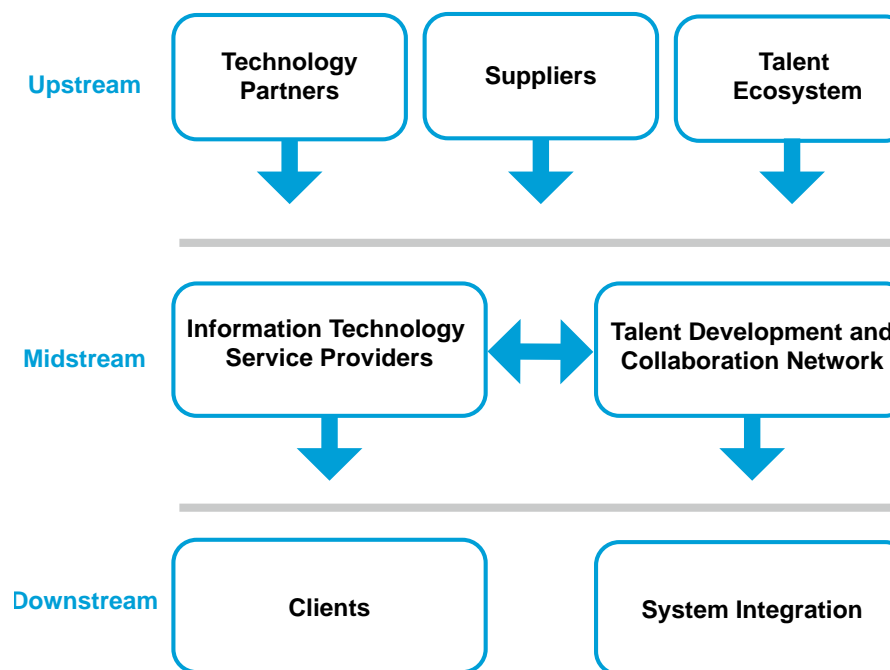 Upstream
Technology
Partners
Suppliers
Talent
Ecosystem
Midstream
Information Technology
Service Providers
Talent Development and
Collaboration Network
Downstream
Clients
System Integration